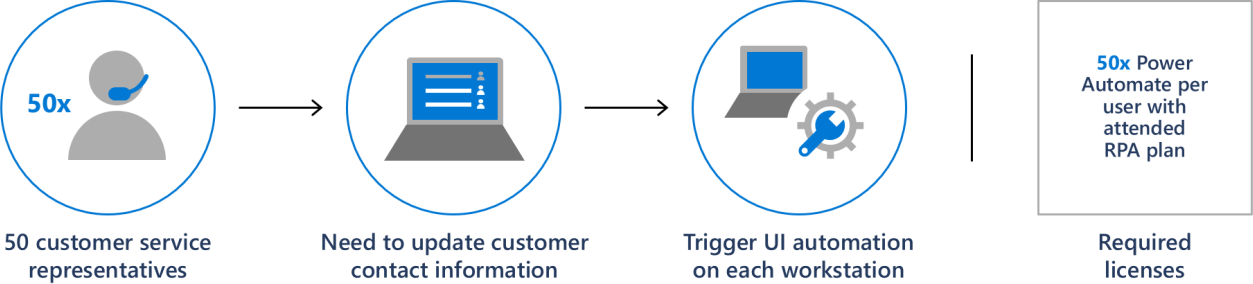 50x
50 customer service
representatives
Need to update customer
contact information
Trigger UI automation
on each workstation
50x Power
Automate per
user with
attended
RPA plan
Required
licenses